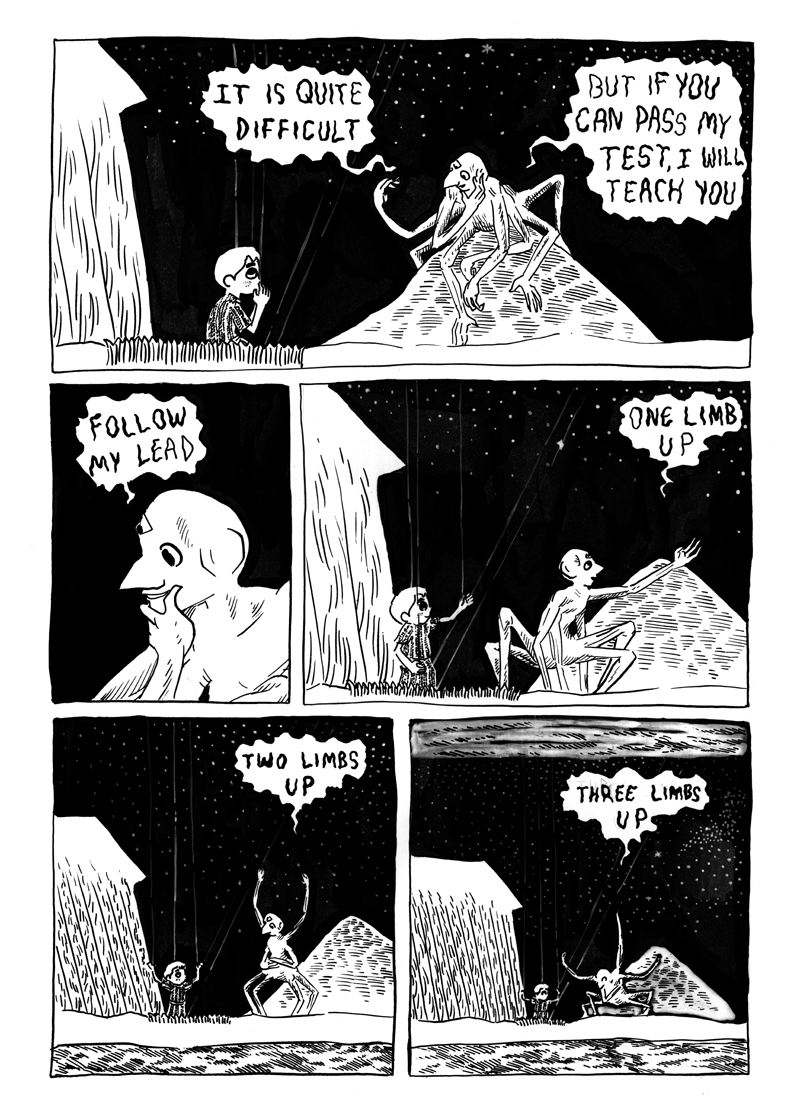 IT IS QUITE
DIFFICULT
BUT IF YOU
CAN PASS MY
TEST, I WILL
TEACH YOU
FOLLOW
MY LEAD
ONE LIMB
UP
TWO LIMBS
UP
THREE LIMBS
UP